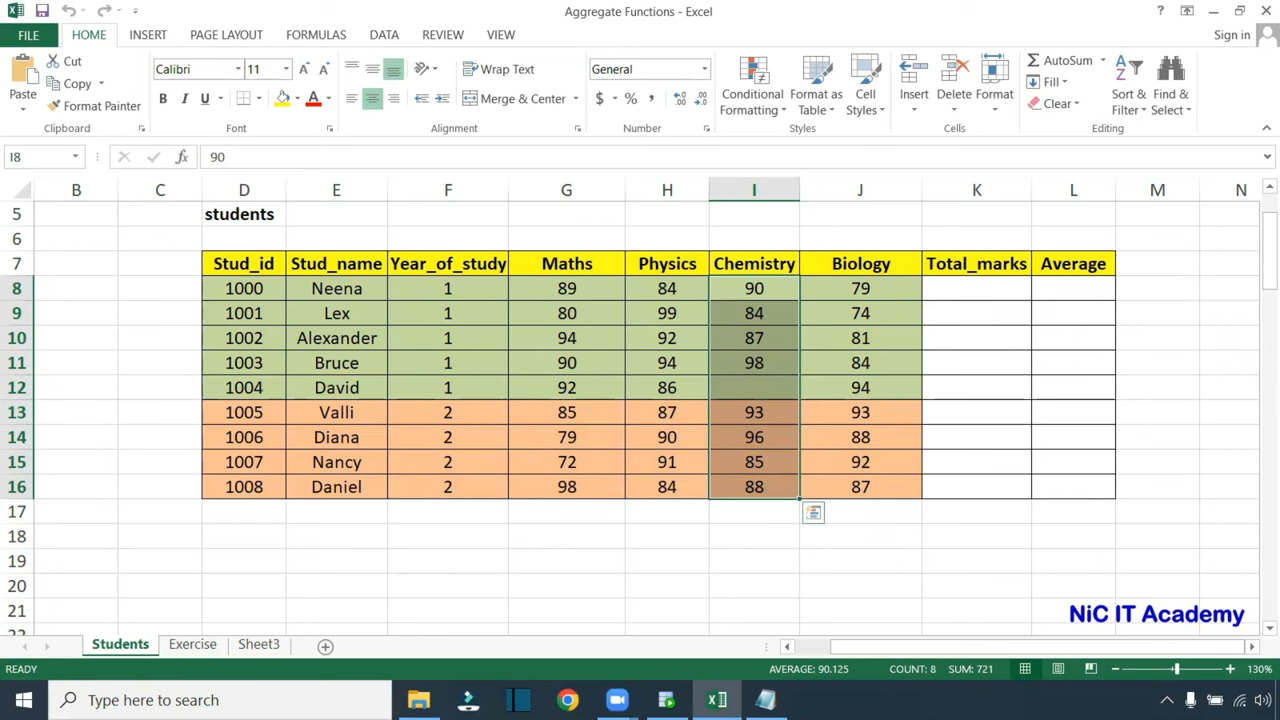 Aggregate Functions - Excel
FILE HOME INSERT PAGE LAYOUT FORMULAS DATA REVIEW VIEW Sign in
Paste
Cut
Copy
Format Painter
Calibri 11
B I U A
Wrap Text
Merge & Center
General
$ % ,
Conditional Formatting
Format as Table
Cell Styles
Insert
Delete
Format
AutoSum
Fill
Clear
Sort & Filter
Find & Select
Clipboard Font Alignment Number Styles Cells Editing
I8 fx 90
B C D E F G H I J K L M N
5 students
6
7 Stud_id Stud_name Year_of_study Maths Physics Chemistry Biology Total_marks Average
8 1000 Neena 1 89 84 90 79
9 1001 Lex 1 80 99 84 74
10 1002 Alexander 1 94 92 87 81
11 1003 Bruce 1 90 94 98 84
12 1004 David 1 92 86 94
13 1005 Valli 2 85 87 93 93
14 1006 Diana 2 79 90 96 88
15 1007 Nancy 2 72 91 85 92
16 1008 Daniel 2 98 84 88 87
17
18
19
20
21
NiC IT Academy
Students Exercise Sheet3
READY AVERAGE: 90.125 COUNT: 8 SUM: 721 130%
Type here to search